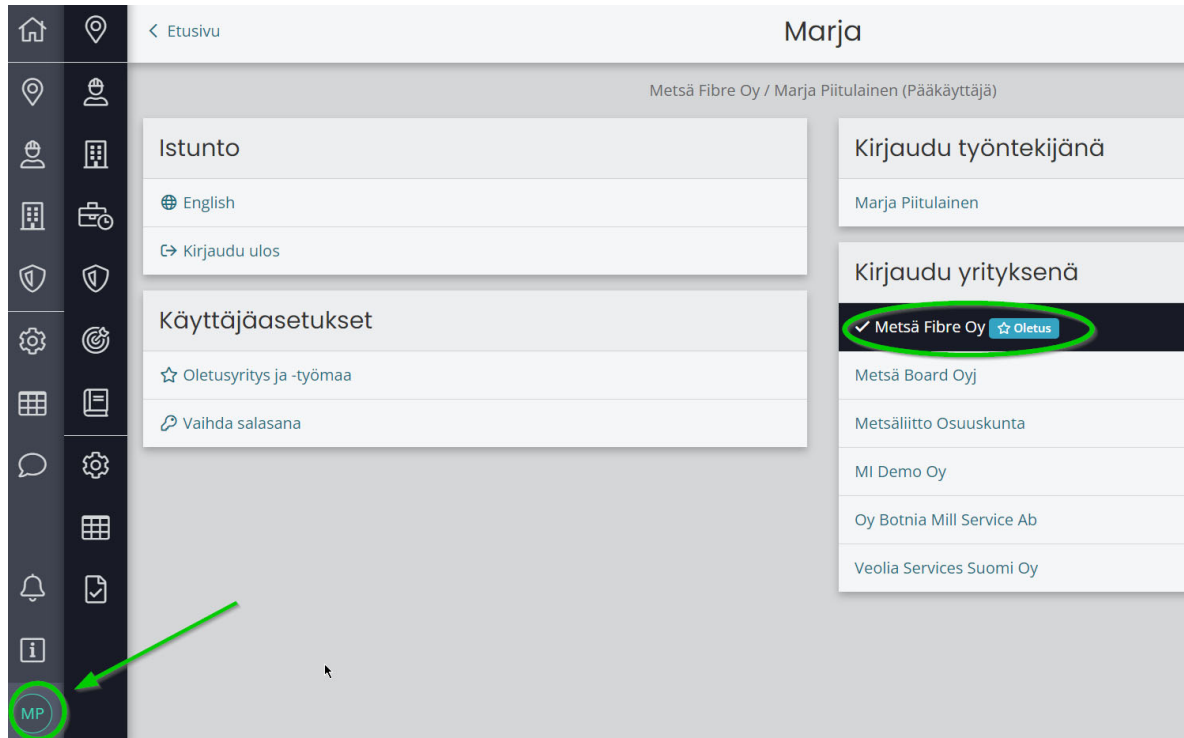 Etusivu
Marja
Metsä Fibre Oy / Marja Piitulainen (Pääkäyttäjä)
Istunto
English
Kirjaudu ulos
Käyttäjäasetukset
Oletusyritys ja -työmaa
Vaihda salasana
Kirjaudu työntekijänä
Marja Piitulainen
Kirjaudu yrityksenä
Metsä Fibre Oy Oletus
Metsä Board Oyj
Metsäliitto Osuuskunta
MI Demo Oy
Oy Botnia Mill Service Ab
Veolia Services Suomi Oy
MP